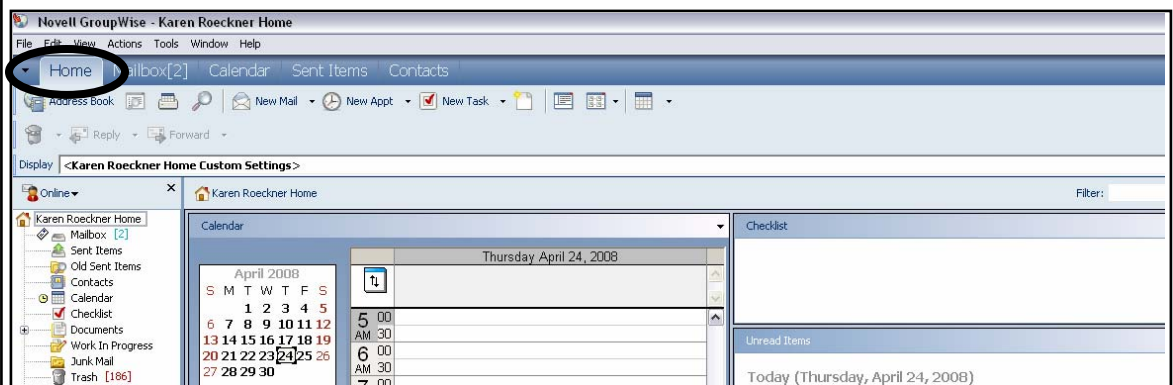 Novell GroupWise - Karen Roeckner Home
File Edit View Actions Tools Window Help
Home Mailbox[2] Calendar Sent Items Contacts
Address Book New Mail New Appt New Task
Reply Forward
Display <Karen Roeckner Home Custom Settings>
Online
Karen Roeckner Home
Filter:
Karen Roeckner Home
Mailbox [2]
Sent Items
Old Sent Items
Contacts
Calendar
Checklist
Documents
Work In Progress
Junk Mail
Trash [186]
Calendar
April 2008
S M T W T F S
1 2 3 4 5
6 7 8 9 10 11 12
13 14 15 16 17 18 19
20 21 22 23 24 25 26
27 28 29 30
Thursday April 24, 2008
5 00
AM 30
6 00
AM 30
7 00
Checklist
Unread Items
Today (Thursday, April 24, 2008)